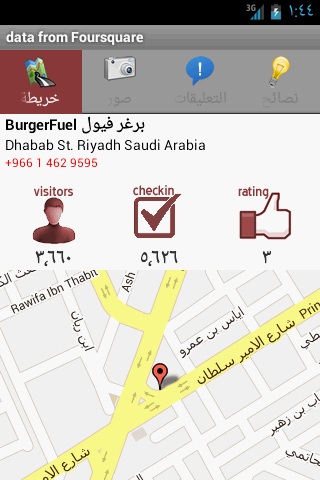 3G ١:٤٤
data from Foursquare
خريطة صور التعليقات نصائح
BurgerFuel برغر فيول
Dhabab St. Riyadh Saudi Arabia
+966 1 462 9595
visitors checkin rating
٣,٦٦٠ ٥,٦٢٦ ٣
Rawifa Ibn Thabit
Ash
ابن ريان
اياس بن عمرو
Prin
شارع الامير سلطان
ب بن زهير
شارع الامير